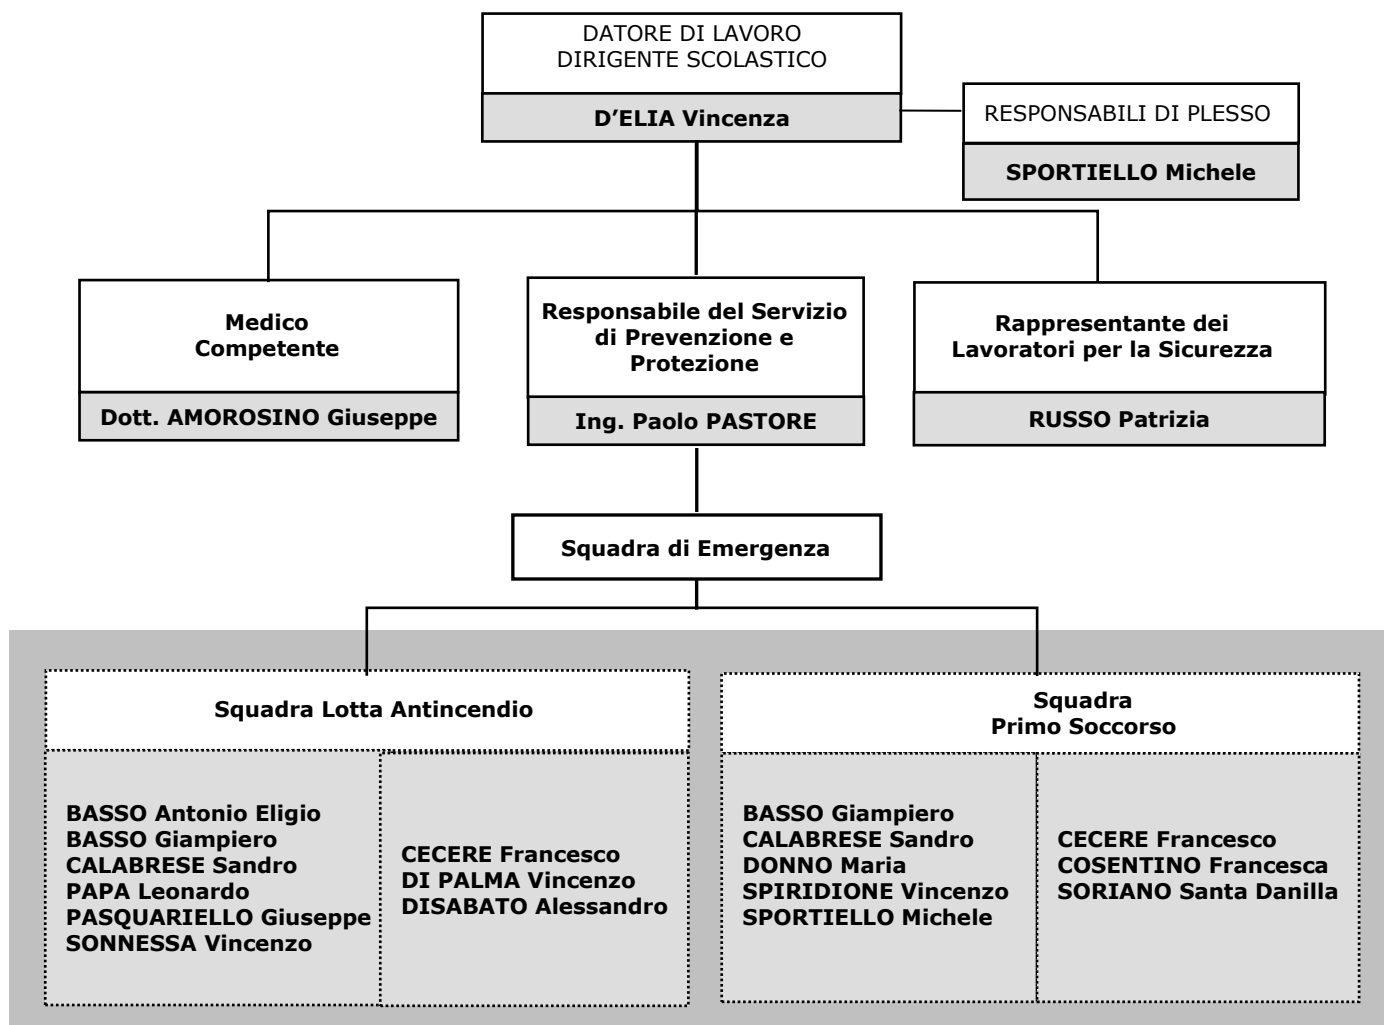 DATORE DI LAVORO
DIRIGENTE SCOLASTICO
D’ELIA Vincenza
RESPONSABILI DI PLESSO
SPORTIELLO Michele
Medico
Competente
Dott. AMOROSINO Giuseppe
Responsabile del Servizio
di Prevenzione e
Protezione
Ing. Paolo PASTORE
Rappresentante dei
Lavoratori per la Sicurezza
RUSSO Patrizia
Squadra di Emergenza
Squadra Lotta Antincendio
BASSO Antonio Eligio
BASSO Giampiero
CALABRESE Sandro
PAPA Leonardo
PASQUARIELLO Giuseppe
SONNESSA Vincenzo
CECERE Francesco
DI PALMA Vincenzo
DISABATO Alessandro
Squadra
Primo Soccorso
BASSO Giampiero
CALABRESE Sandro
DONNO Maria
SPIRIDIONE Vincenzo
SPORTIELLO Michele
CECERE Francesco
COSENTINO Francesca
SORIANO Santa Danilla